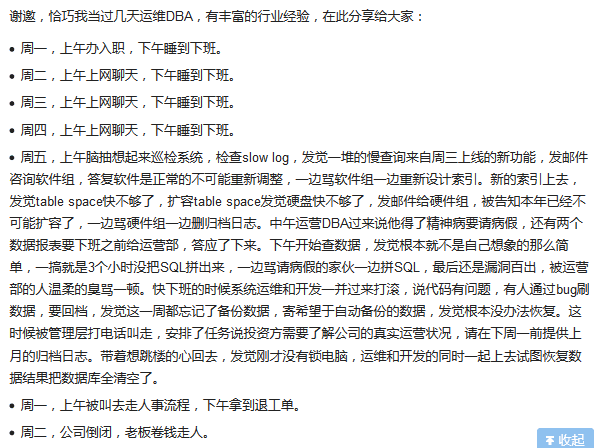 谢邀，恰巧我当过几天运维DBA，有丰富的行业经验，在此分享给大家：
周一，上午办入职，下午睡到下班。
周二，上午上网聊天，下午睡到下班。
周三，上午上网聊天，下午睡到下班。
周四，上午上网聊天，下午睡到下班。
周五，上午脑抽想起来巡检系统，检查slow log，发觉一堆的慢查询来自周三上线的新功能，发邮
件咨询软件组，答复软件是正常的不可能重新调整，一边骂软件组一边重新设计索引。新的索引上去，
发觉table space快不够了，扩容table space发觉硬盘快不够了，发邮件给硬件组，被告知本年已经不
可能扩容了，一边骂硬件组一边删归档日志。中午运营DBA过来说他得了精神病要请病假，还有两个
数据报表要下班之前给运营部，答应了下来。下午开始查数据，发觉根本就不是自己想象的那么简
单，一搞就是3个小时没把SQL拼出来，一边骂请病假的家伙一边拼SQL，最后还是漏洞百出，被运营
部的人温柔的臭骂一顿。快下班的时候系统运维和开发一并过来打滚，说代码有问题，有人通过bug刷
数据，要回档，发觉这一周都忘记了备份数据，寄希望于自动备份的数据，发觉根本没办法恢复。这
时候被管理层打电话叫走，安排了任务说投资方需要了解公司的真实运营状况，请在下周一前提供上
月的归档日志。带着想跳楼的心回去，发觉刚才没有锁电脑，运维和开发的同时一起上去试图恢复数
据结果把数据库全清空了。
周一，上午被叫去走人事流程，下午拿到退工单。
周二，公司倒闭，老板卷钱走人。
收起